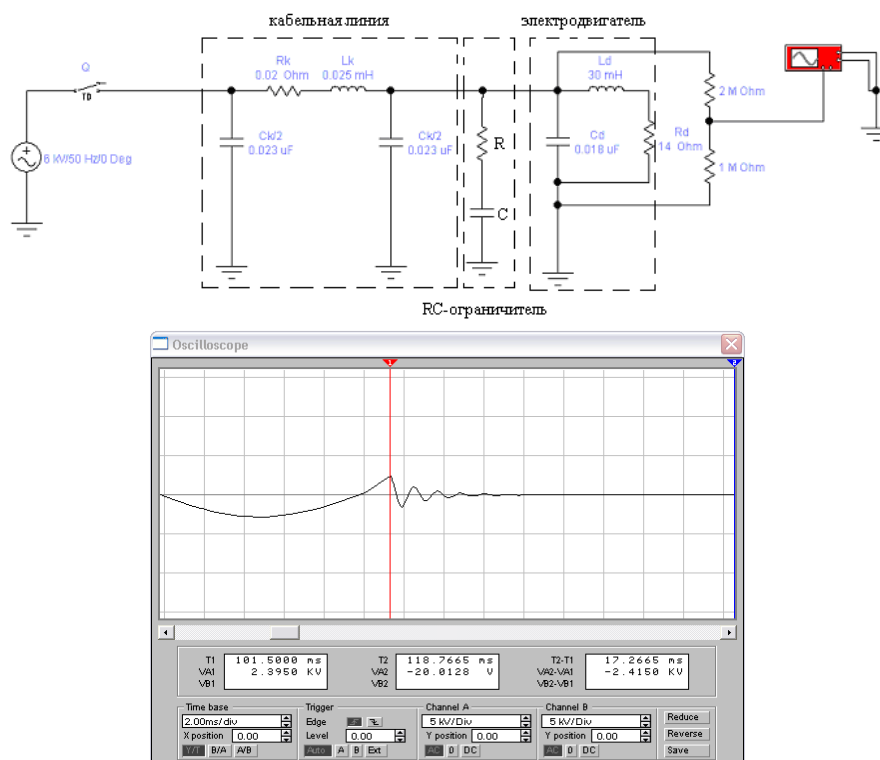 кабельная линия
электродвигатель
Q
TD
Rk
0.02 Ohm
Lk
0.025 mH
Ld
30 mH
2 M Ohm
6 kV/50 Hz/0 Deg
Ck/2
0.023 uF
Ck/2
0.023 uF
R
C
Cd
0.018 uF
Rd
14 Ohm
1 M Ohm
RC-ограничитель
Oscilloscope
1
T1 101.5000 ms
VA1 2.3950 KV
VB1
T2 118.7665 ms
VA2 -20.0128 V
VB2
T2-T1 17.2665 ms
VA2-VA1 -2.4150 KV
VB2-VB1
Time base
2.00ms/div
X position 0.00
Y/T B/A A/B
Trigger
Edge
Level 0.00
Auto A B Ext
Channel A
5 kV/Div
Y position 0.00
AC 0 DC
Channel B
5 kV/Div
Y position 0.00
AC 0 DC
Reduce
Reverse
Save